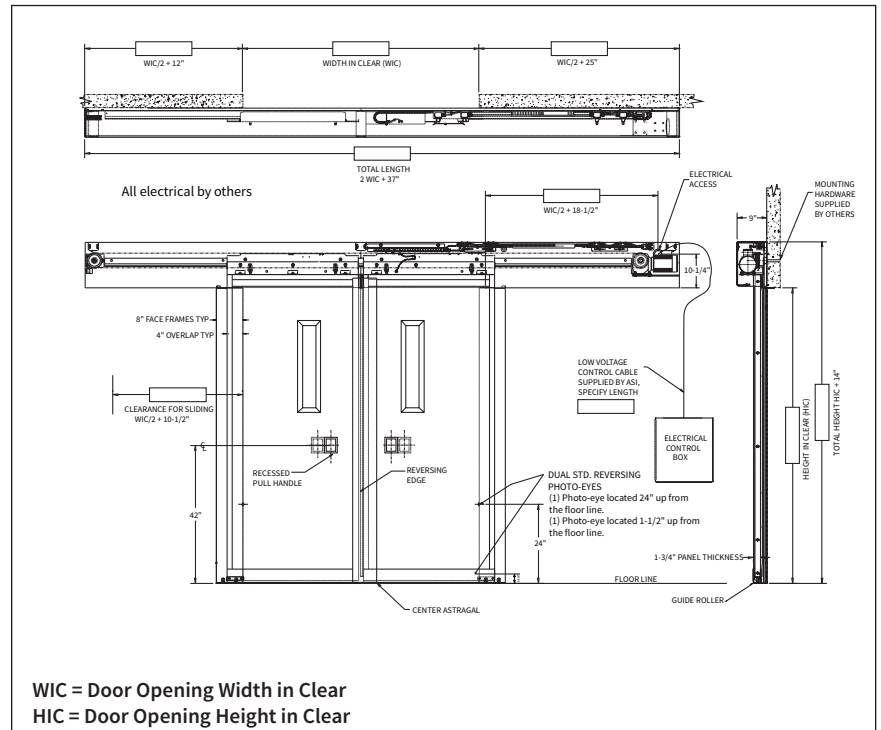 WIC/2 + 12"
WIDTH IN CLEAR (WIC)
WIC/2 + 25"
TOTAL LENGTH
2 WIC + 37"
All electrical by others
WIC/2 + 18-1/2"
ELECTRICAL
ACCESS
MOUNTING
HARDWARE
SUPPLIED
BY OTHERS
9"
10-1/4"
8" FACE FRAMES TYP
4" OVERLAP TYP
CLEARANCE FOR SLIDING
WIC/2 + 10-1/2"
LOW VOLTAGE
CONTROL CABLE
SUPPLIED BY ASI,
SPECIFY LENGTH
ELECTRICAL
CONTROL
BOX
HEIGHT IN CLEAR (HIC)
TOTAL HEIGHT HIC + 14"
RECESSED
PULL HANDLE
REVERSING
EDGE
DUAL STD. REVERSING
PHOTO-EYES
(1) Photo-eye located 24" up from
the floor line.
(1) Photo-eye located 1-1/2" up from
the floor line.
42"
24"
1-3/4" PANEL THICKNESS
FLOOR LINE
GUIDE ROLLER
CENTER ASTRAGAL
WIC = Door Opening Width in Clear
HIC = Door Opening Height in Clear